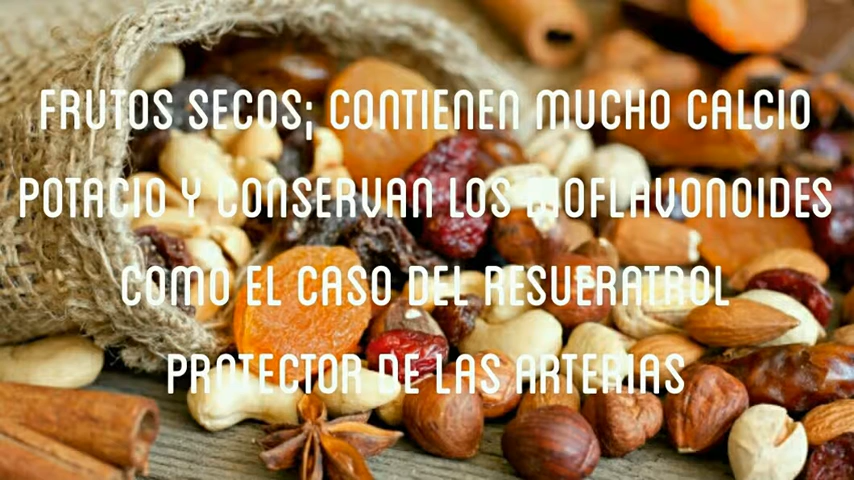 FRUTOS SECOS; CONTIENEN MUCHO CALCIO
POTACIO Y CONSERVAN LOS BIOFLAVONOIDES
COMO EL CASO DEL RESUERATROL
PROTECTOR DE LAS ARTERIAS